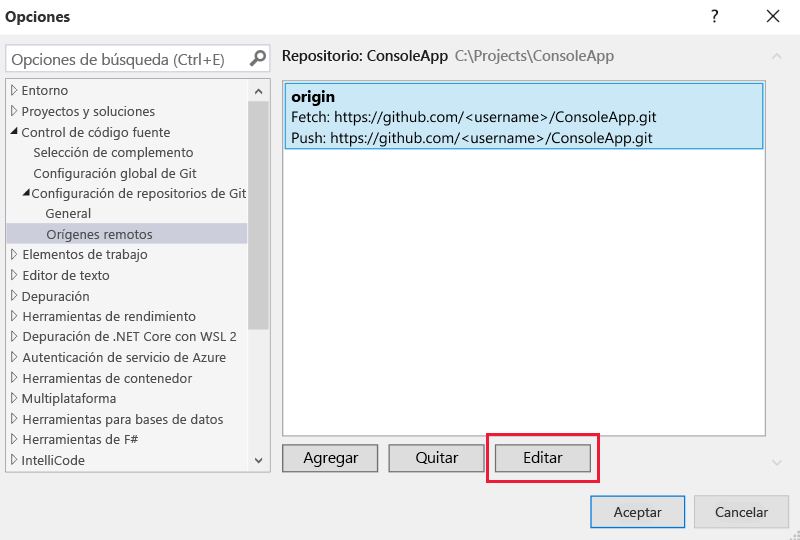 Opciones
?
Opciones de búsqueda (Ctrl+E)
Entorno
Proyectos y soluciones
Control de código fuente
Selección de complemento
Configuración global de Git
Configuración de repositorios de Git
General
Orígenes remotos
Elementos de trabajo
Editor de texto
Depuración
Herramientas de rendimiento
Depuración de .NET Core con WSL 2
Autenticación de servicio de Azure
Herramientas de contenedor
Multiplataforma
Herramientas para bases de datos
Herramientas de F#
IntelliCode
Repositorio: ConsoleApp C:\Projects\ConsoleApp
origin
Fetch: https://github.com/<username>/ConsoleApp.git
Push: https://github.com/<username>/ConsoleApp.git
Agregar Quitar Editar
Aceptar Cancelar